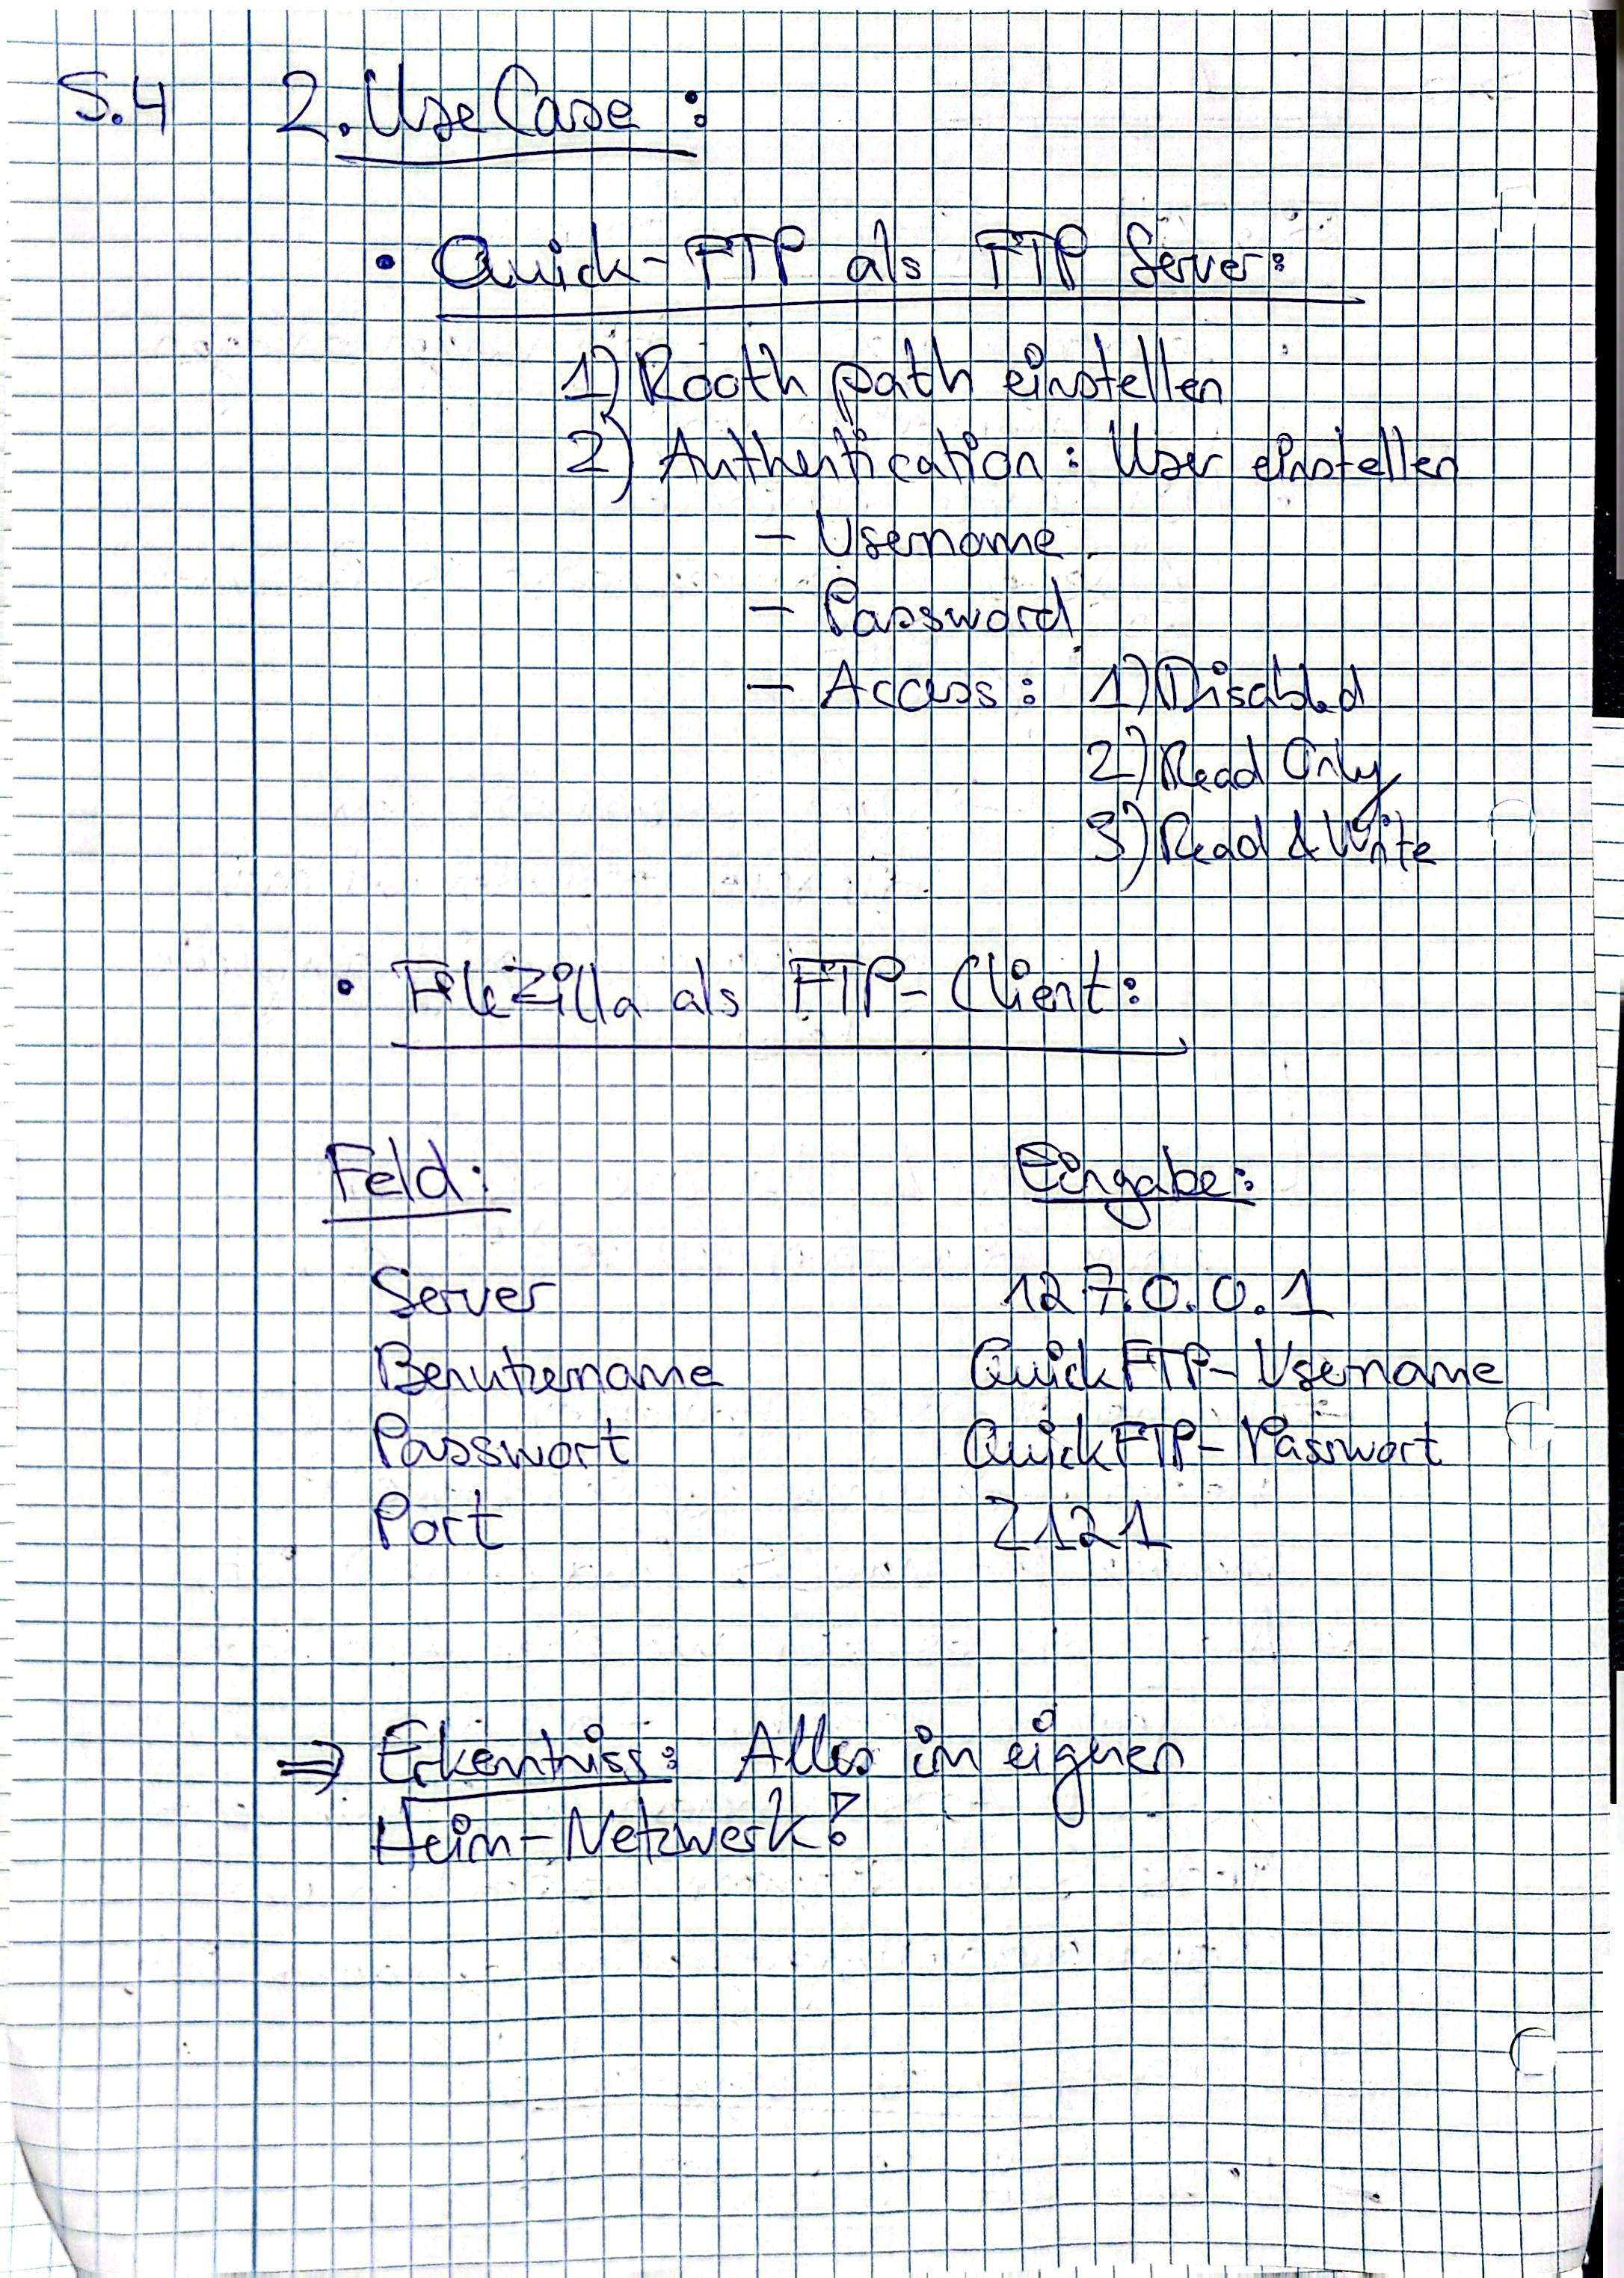 S.4 2. Use Case :
• Quick-FTP als FTP Server:
1) Rooth path einstellen
2) Authentication : User einstellen
– Username
– Password
– Access : 1) Disabled
2) Read Only
3) Read & Write
• FileZilla als FTP-Client:
Feld: Eingabe:
Server 127.0.0.1
Benutzername QuickFTP-Username
Passwort QuickFTP-Passwort
Port 2121
⇒ Erkentniss: Alles im eignen
Heim-Netzwerk!